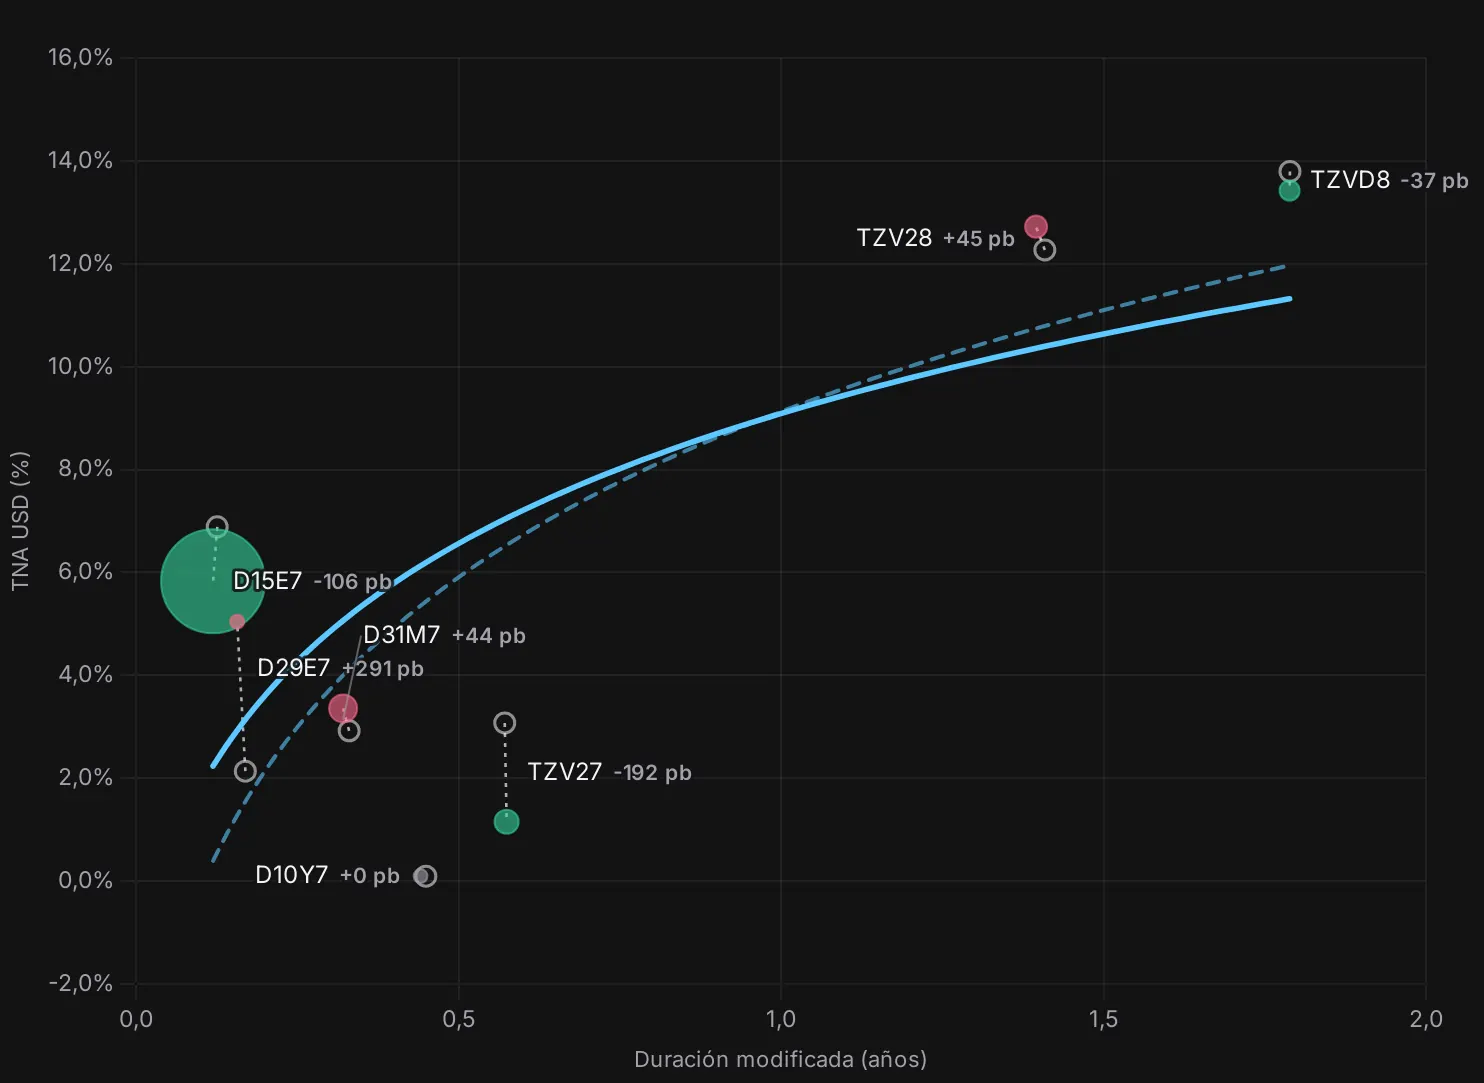 16,0%
14,0%
12,0%
10,0%
8,0%
6,0%
4,0%
2,0%
0,0%
-2,0%
TNA USD (%)
TZVD8 -37 pb
TZV28 +45 pb
D15E7 -106 pb
D31M7 +44 pb
D29E7 +291 pb
TZV27 -192 pb
D10Y7 +0 pb
0,0 0,5 1,0 1,5 2,0
Duración modificada (años)